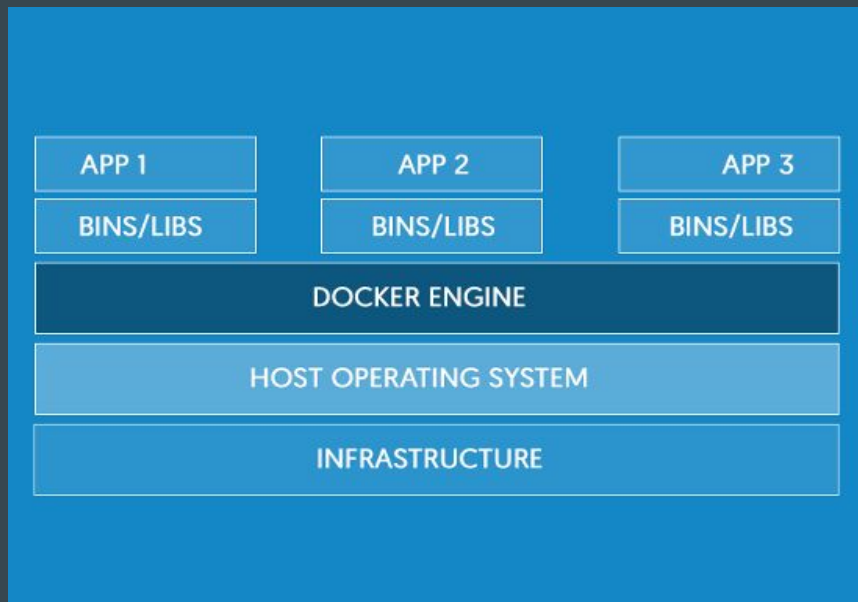 APP 1
APP 2
APP 3
BINS/LIBS
BINS/LIBS
BINS/LIBS
DOCKER ENGINE
HOST OPERATING SYSTEM
INFRASTRUCTURE